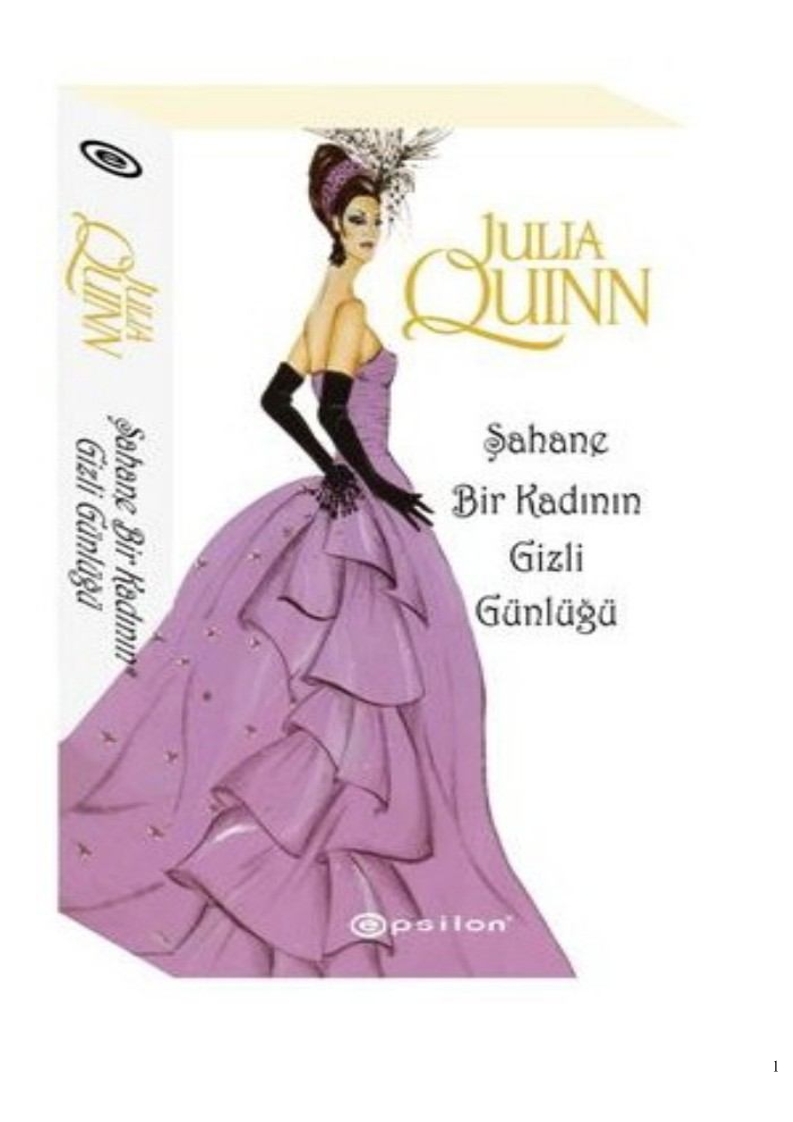 JULIA
QUINN
Şahane Bir Kadının
Gizli Günlüğü
JULIA
QUINN
Şahane
Bir Kadının
Gizli
Günlüğü
epsilon
1